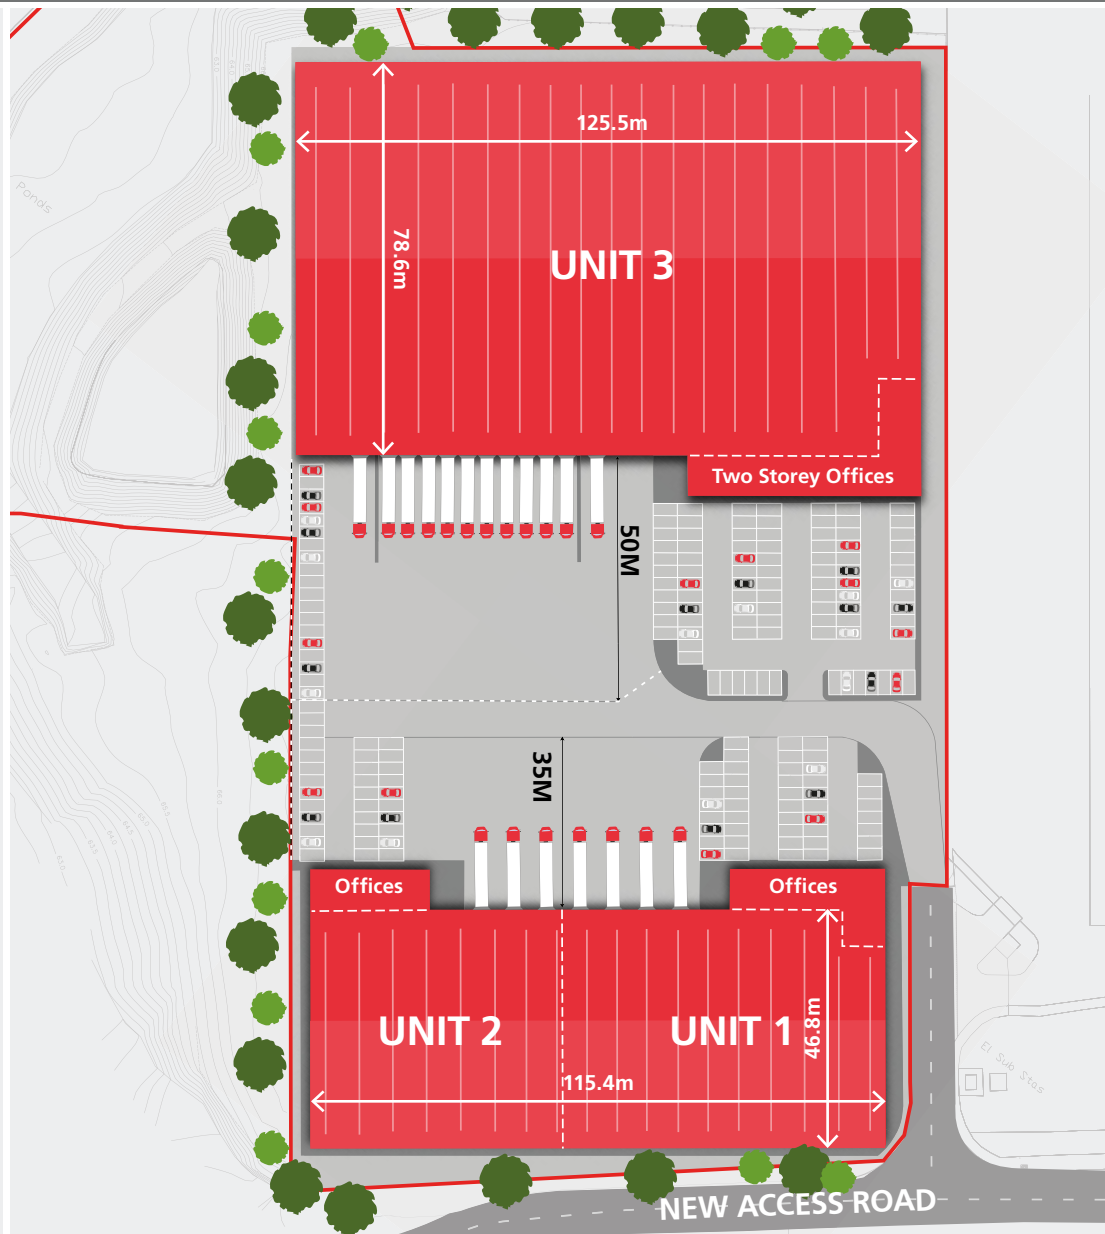 125.5m
Ponds
78.6m
UNIT 3
Two Storey Offices
50M
35M
Offices
Offices
UNIT 2
UNIT 1
46.8m
El Sub Stas
115.4m
NEW ACCESS ROAD